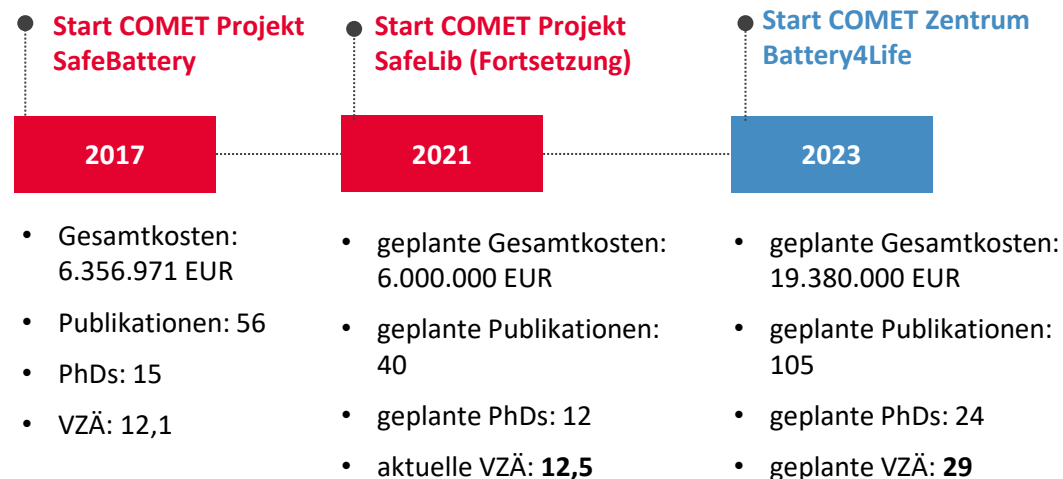 Start COMET Projekt
SafeBattery
2017
• Gesamtkosten:
6.356.971 EUR
• Publikationen: 56
• PhDs: 15
• VZÄ: 12,1
Start COMET Projekt
SafeLib (Fortsetzung)
2021
• geplante Gesamtkosten:
6.000.000 EUR
• geplante Publikationen:
40
• geplante PhDs: 12
• aktuelle VZÄ: 12,5
Start COMET Zentrum
Battery4Life
2023
• geplante Gesamtkosten:
19.380.000 EUR
• geplante Publikationen:
105
• geplante PhDs: 24
• geplante VZÄ: 29